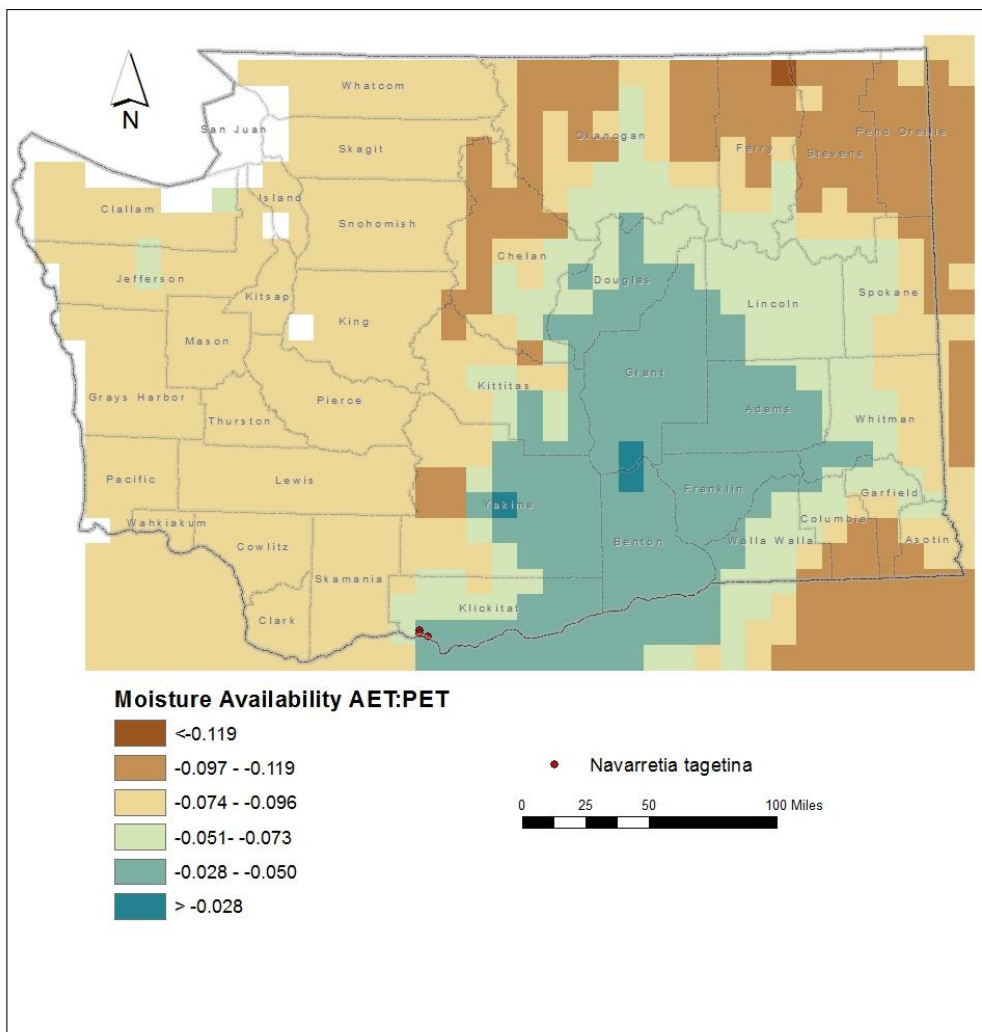 N
Whatcom
San Juan
Okanogan
Pend Oreille
Skagit
Ferry
Stevens
Island
Clallam
Snohomish
Chelan
Jefferson
Douglas
Kitsap
Lincoln
Spokane
King
Mason
Grant
Kittitas
Grays Harbor
Pierce
Adams
Thurston
Whitman
Pacific
Lewis
Franklin
Garfield
Yakima
Wahkiakum
Columbia
Cowlitz
Benton
Walla Walla
Asotin
Skamania
Klickitat
Clark
Moisture Availability AET:PET
<-0.119
-0.097 - -0.119
-0.074 - -0.096
-0.051- -0.073
-0.028 - -0.050
> -0.028
Navarretia tagetina
0 25 50 100 Miles